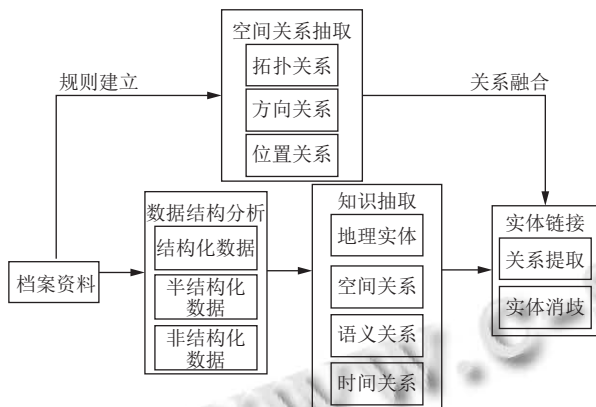 空间关系抽取
拓扑关系
方向关系
位置关系
规则建立
关系融合
档案资料
数据结构分析
结构化数据
半结构化
数据
非结构化
数据
知识抽取
地理实体
空间关系
语义关系
时间关系
实体链接
关系提取
实体消歧